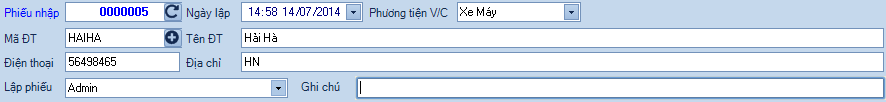 Phiếu nhập 0000005 Ngày lập 14:58 14/07/2014 Phương tiện V/C Xe Máy
Mã ĐT HAIHA Tên ĐT Hải Hà
Điện thoại 56498465 Địa chỉ HN
Lập phiếu Admin Ghi chú